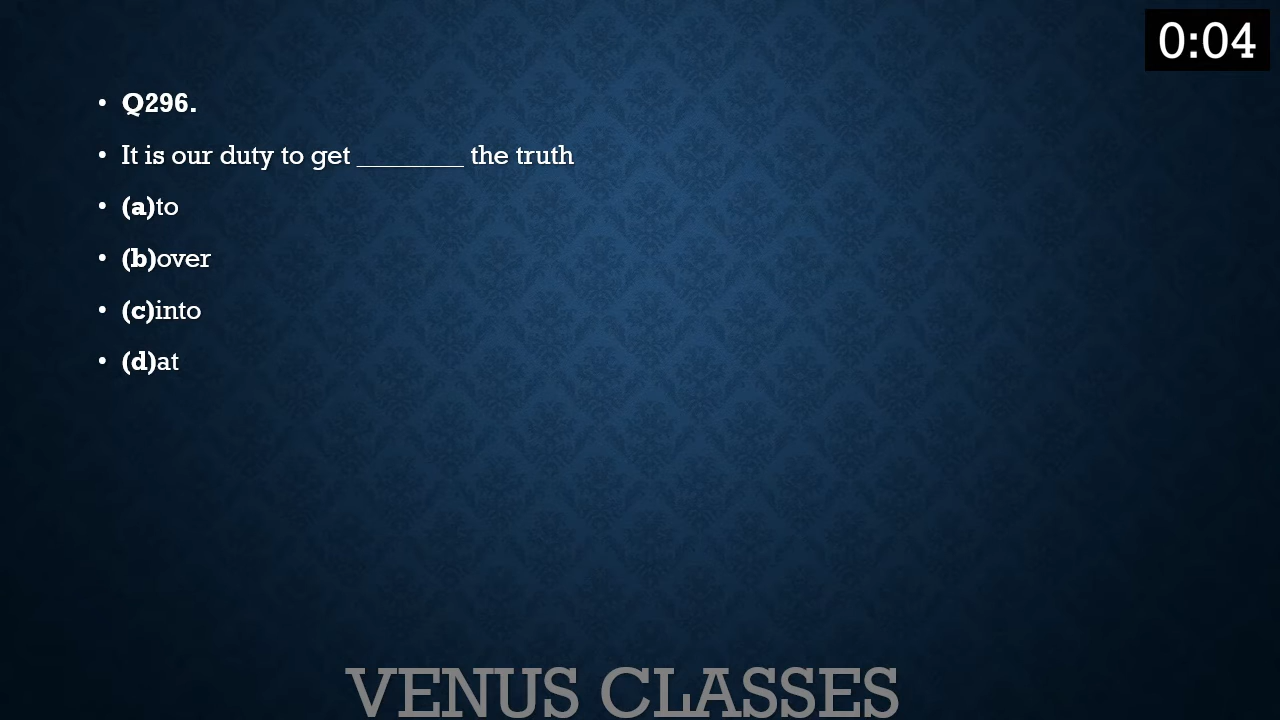 0:04
• Q296.
• It is our duty to get ________ the truth
• (a)to
• (b)over
• (c)into
• (d)at
VENUS CLASSES